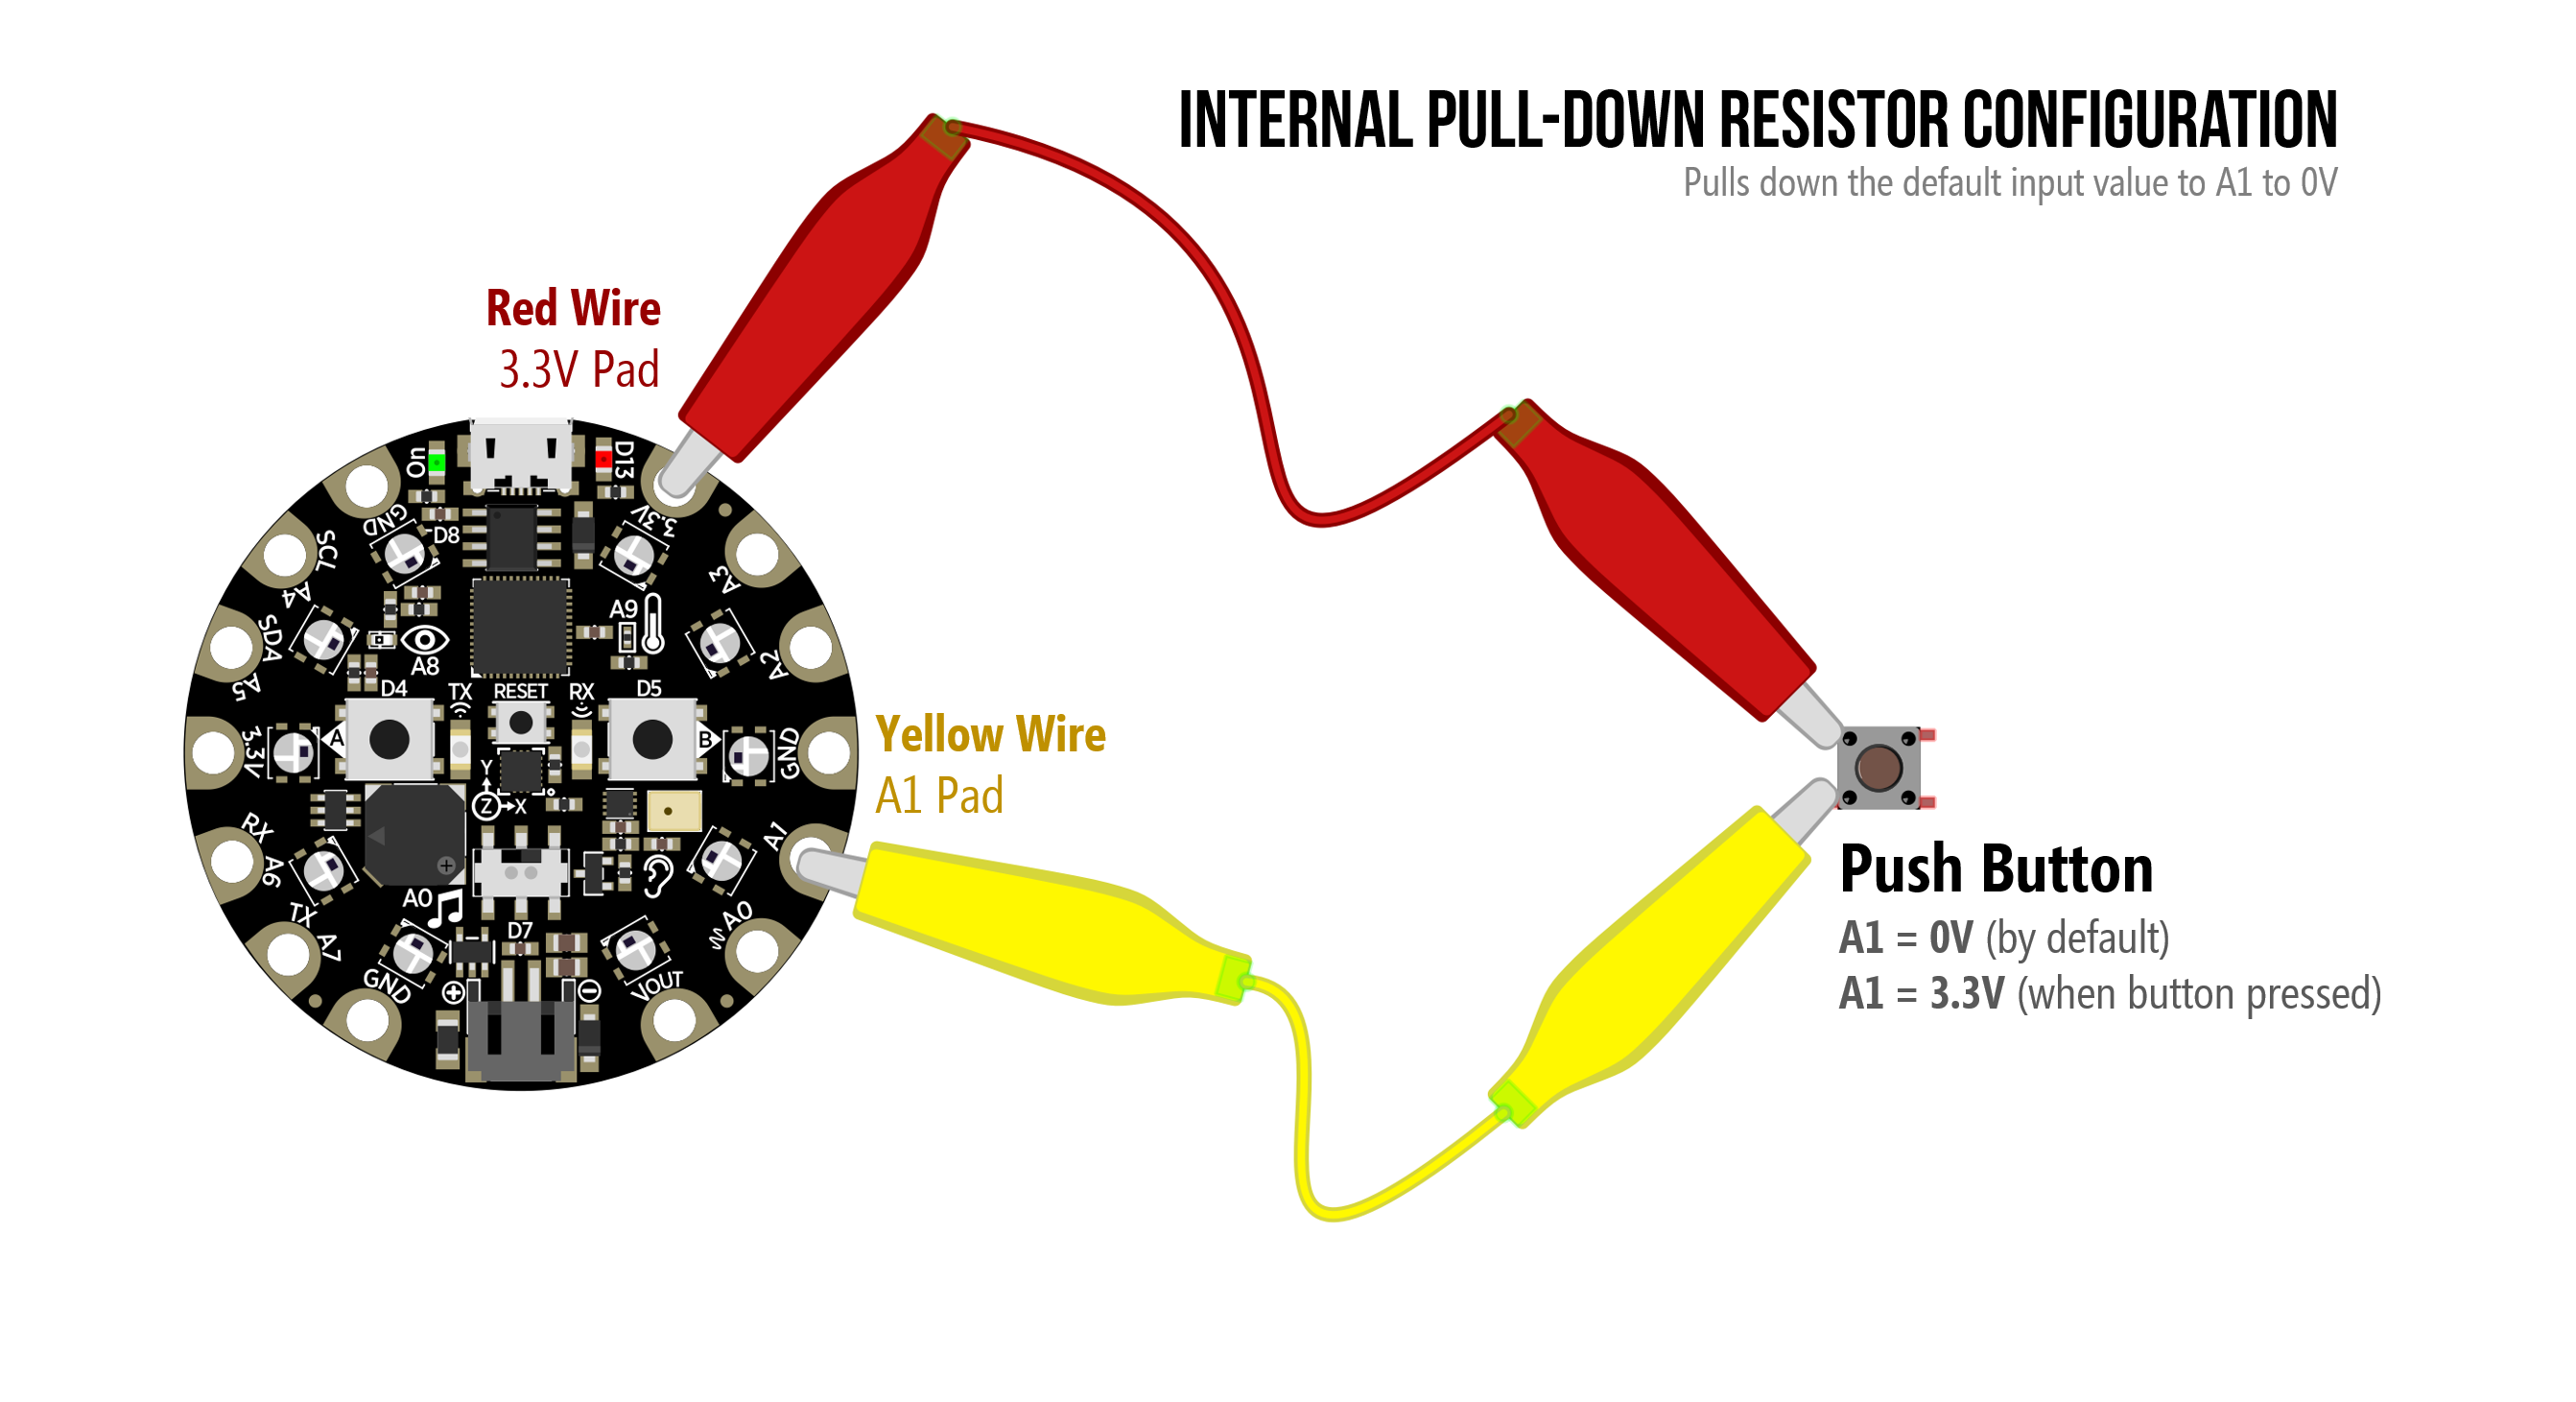 INTERNAL PULL-DOWN RESISTOR CONFIGURATION
Pulls down the default input value to A1 to 0V
Red Wire
3.3V Pad
On
D13
GND
D8
3.3V
SCL
A4
A3
SDA
A5
A8
A9
A2
D4
TX
RESET
RX
D5
3.3V
A
B
GND
Y
Z
X
RX
A6
A1
A0
TX
A7
D7
A0
GND
VOUT
Yellow Wire
A1 Pad
Push Button
A1 = 0V (by default)
A1 = 3.3V (when button pressed)